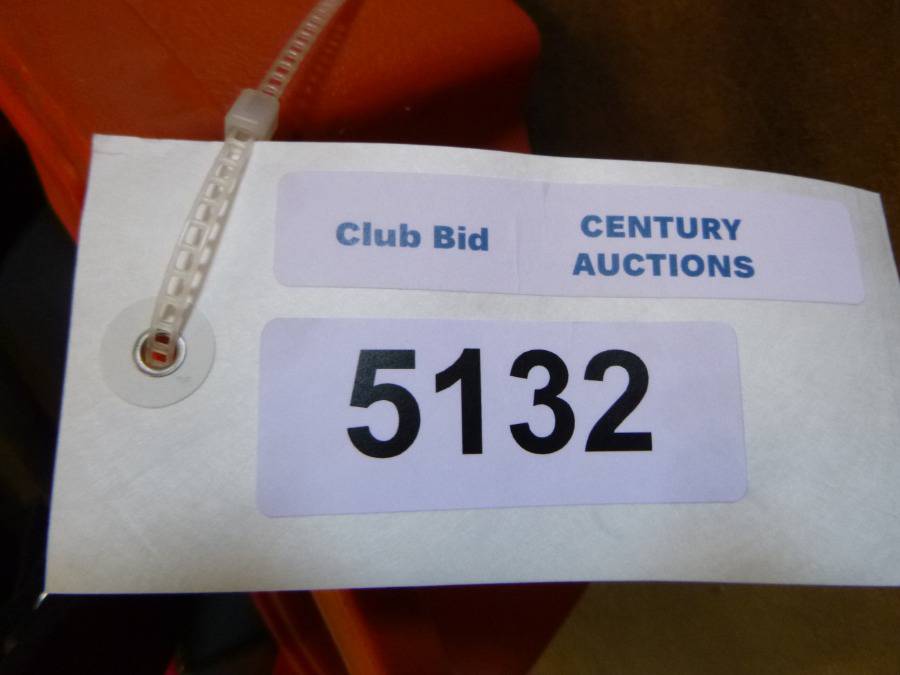 Club Bid
CENTURY
AUCTIONS
5132